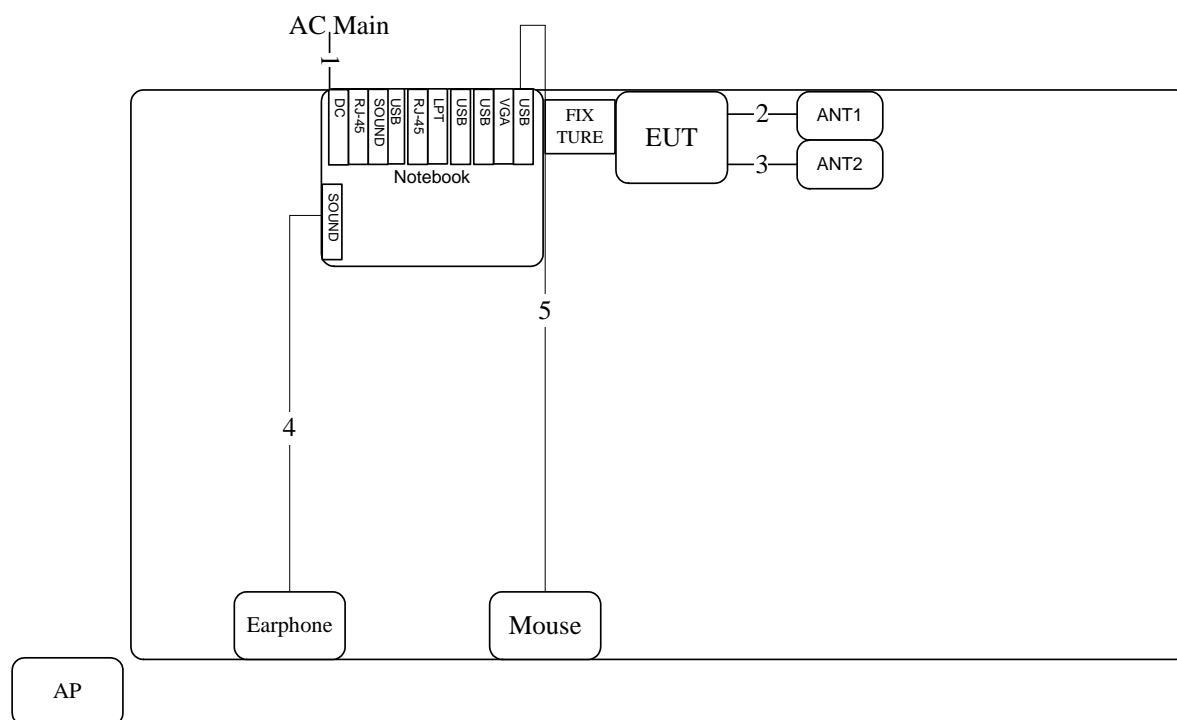 AC Main
1
DC
RJ-45
SOUND
USB
RJ-45
LPT
USB
USB
VGA
USB
Notebook
SOUND
FIX
TURE
EUT
2
ANT1
3
ANT2
5
4
Earphone
Mouse
AP